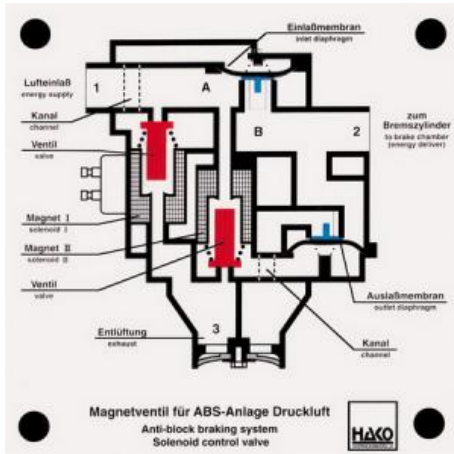 Einlaßmembran
inlet diaphragm
Lufteinlaß
energy supply
1
A
Kanal
channel
B
2
zum
Bremszylinder
to brake chamber
(energy deliver)
Ventil
valve
Magnet I
solenoid I
Magnet II
solenoid II
Ventil
valve
Auslaßmembran
outlet diaphragm
Entlüftung
exhaust
3
Kanal
channel
Magnetventil für ABS-Anlage Druckluft
Anti-block braking system
Solenoid control valve
HAKO